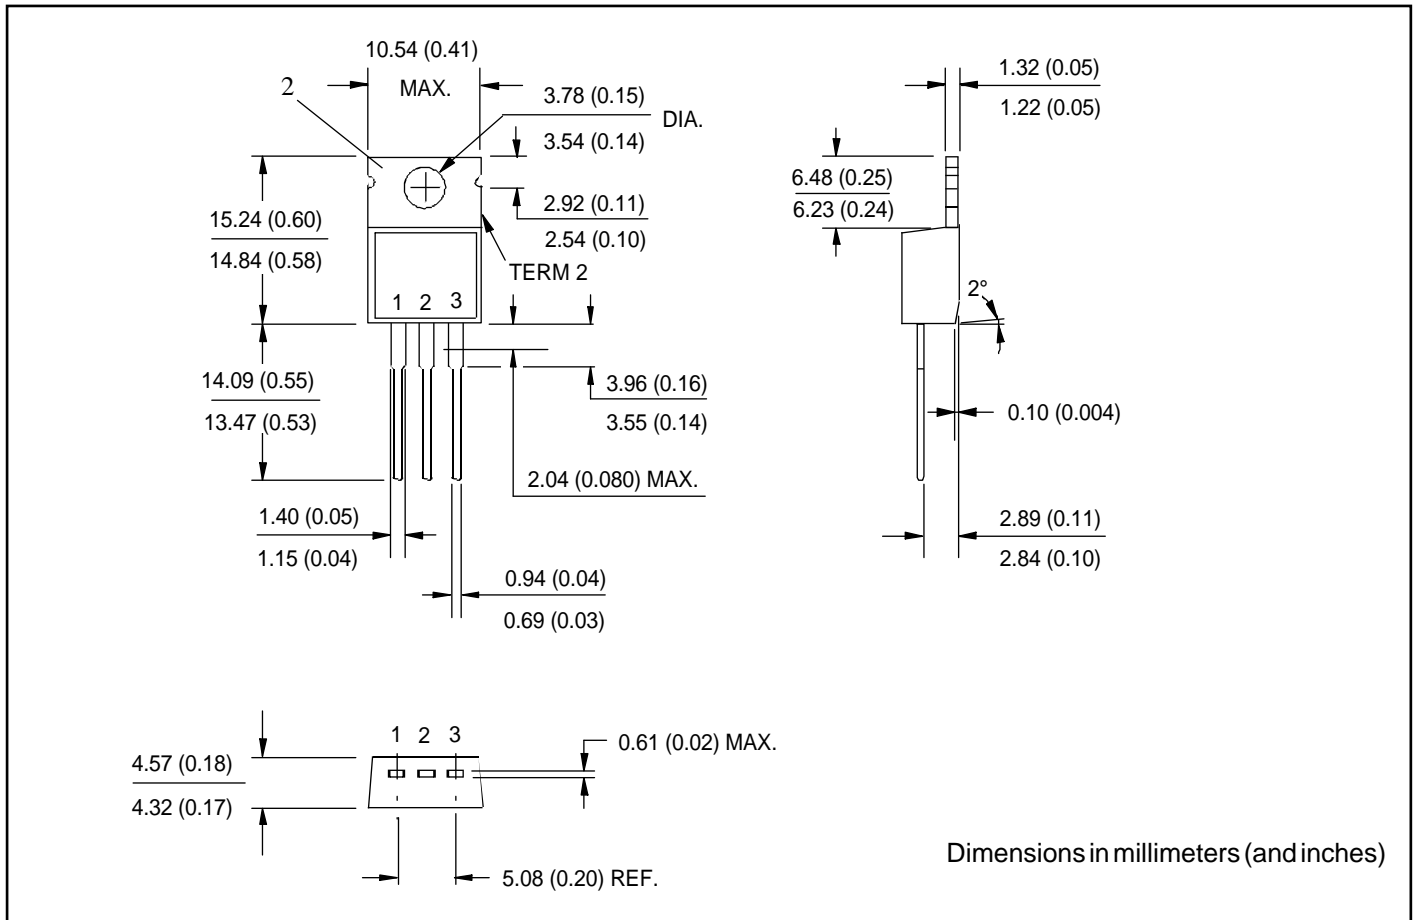 10.54 (0.41)
MAX.
2
3.78 (0.15)
DIA.
3.54 (0.14)
2.92 (0.11)
2.54 (0.10)
15.24 (0.60)
14.84 (0.58)
TERM 2
1 2 3
14.09 (0.55)
13.47 (0.53)
3.96 (0.16)
3.55 (0.14)
2.04 (0.080) MAX.
1.40 (0.05)
1.15 (0.04)
0.94 (0.04)
0.69 (0.03)
1.32 (0.05)
1.22 (0.05)
6.48 (0.25)
6.23 (0.24)
2°
0.10 (0.004)
2.89 (0.11)
2.84 (0.10)
1 2 3
0.61 (0.02) MAX.
4.57 (0.18)
4.32 (0.17)
5.08 (0.20) REF.
Dimensions in millimeters (and inches)